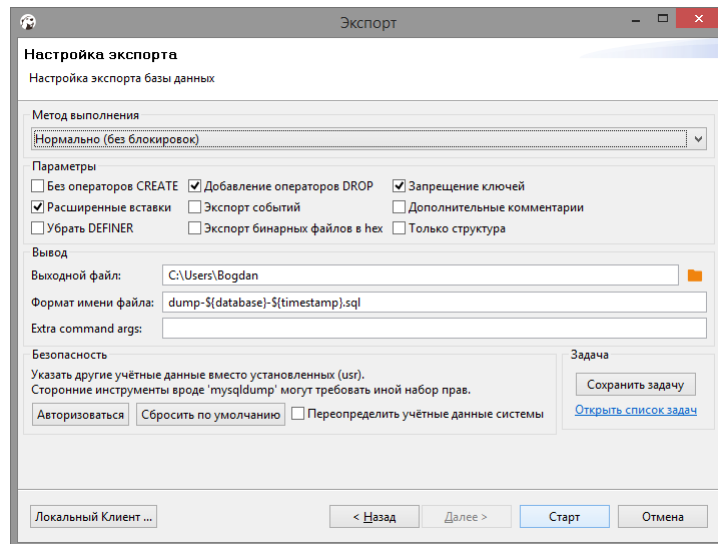 Экспорт
Настройка экспорта
Настройка экспорта базы данных
Метод выполнения
Нормально (без блокировок)
Параметры
Без операторов CREATE Добавление операторов DROP Запрещение ключей
Расширенные вставки Экспорт событий Дополнительные комментарии
Убрать DEFINER Экспорт бинарных файлов в hex Только структура
Вывод
Выходной файл: C:\Users\Bogdan
Формат имени файла: dump-${database}-${timestamp}.sql
Extra command args:
Безопасность
Указать другие учётные данные вместо установленных (usr).
Сторонние инструменты вроде 'mysqldump' могут требовать иной набор прав.
Авторизоваться Сбросить по умолчанию Переопределить учётные данные системы
Задача
Сохранить задачу
Открыть список задач
Локальный Клиент ... < Назад Далее > Старт Отмена